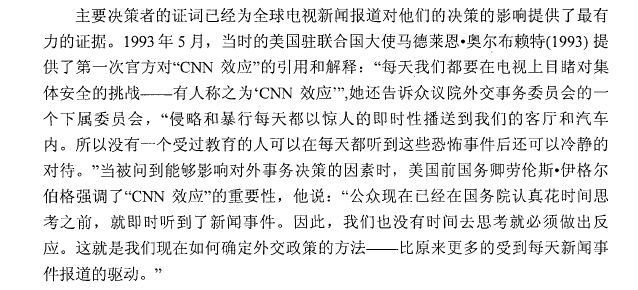 主要决策者的证词已经为全球电视新闻报道对他们的决策的影响提供了最有
力的证据。1993 年 5 月，当时的美国驻联合国大使马德莱恩•奥尔布赖特(1993) 提
供了第一次官方对“CNN 效应”的引用和解释：“每天我们都要在电视上目睹对集
体安全的挑战——有人称之为‘CNN 效应’”,她还告诉众议院外交事务委员会的一
个下属委员会，“侵略和暴行每天都以惊人的即时性播送到我们的客厅和汽车
内。所以没有一个受过教育的人可以在每天都听到这些恐怖事件后还可以冷静的
对待。”当被问到能够影响对外事务决策的因素时，美国前国务卿劳伦斯•伊格尔
伯格强调了“CNN 效应”的重要性，他说：“公众现在已经在国务院认真花时间思
考之前，就即时听到了新闻事件。因此，我们也没有时间去思考就必须做出反
应。这就是我们现在如何确定外交政策的方法——比原来更多的受到每天新闻事
件报道的驱动。”